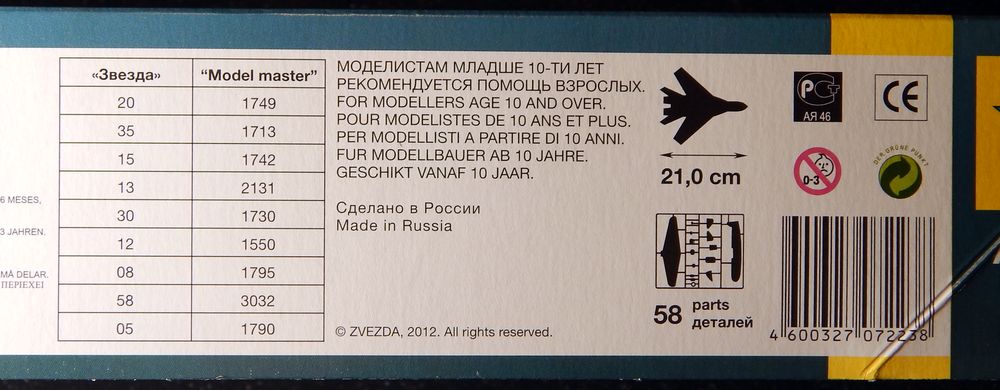 6 MESES,
3 JAHREN.
MÅ DELAR.
ΠΕΡΙΕΧΕΙ
«Звезда» “Model master”
20 1749
35 1713
15 1742
13 2131
30 1730
12 1550
08 1795
58 3032
05 1790
МОДЕЛИСТАМ МЛАДШЕ 10-ТИ ЛЕТ
РЕКОМЕНДУЕТСЯ ПОМОЩЬ ВЗРОСЛЫХ.
FOR MODELLERS AGE 10 AND OVER.
POUR MODELISTES DE 10 ANS ET PLUS.
PER MODELLISTI A PARTIRE DI 10 ANNI.
FUR MODELLBAUER AB 10 JAHRE.
GESCHIKT VANAF 10 JAAR.
Сделано в России
Made in Russia
© ZVEZDA, 2012. All rights reserved.
21,0 cm
58 parts
деталей
РСТ
АЯ 46
CE
0-3
DER GRÜNE PUNKT
4 600327 072238